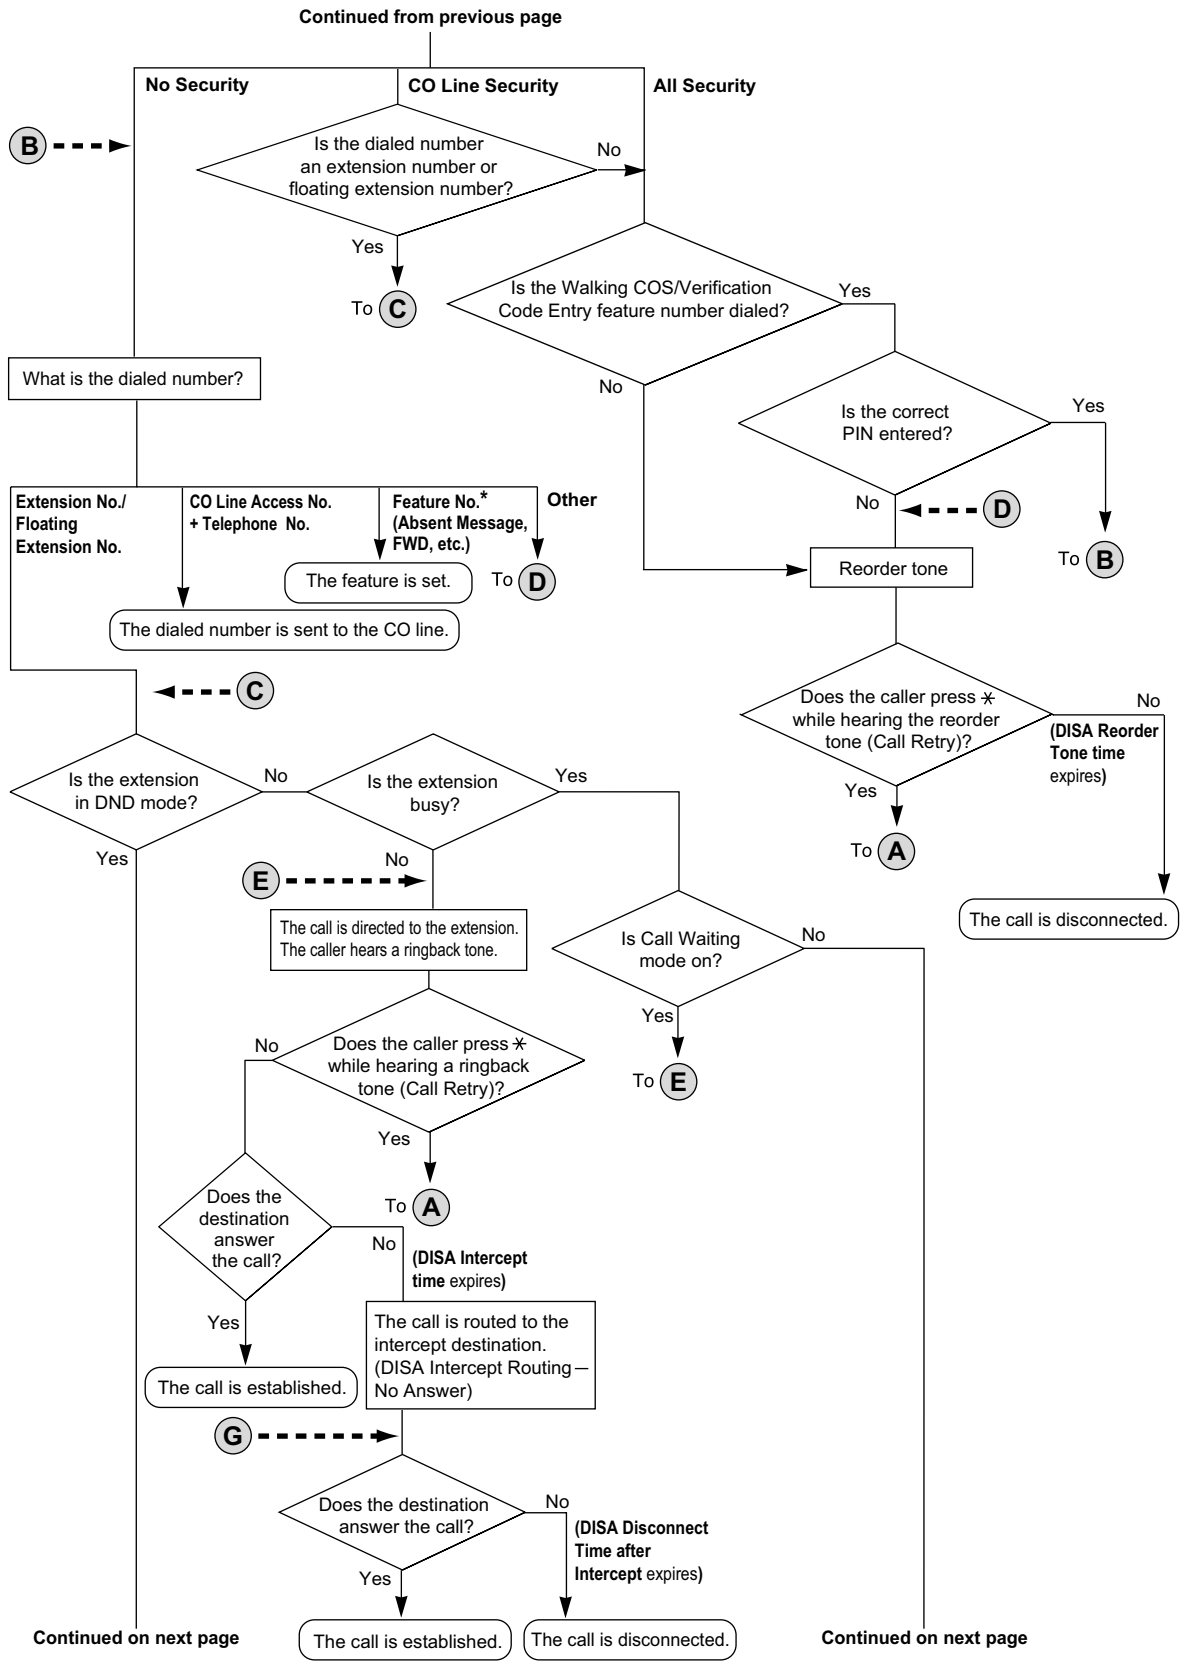 Continued from previous page
No Security
CO Line Security
All Security
B
Is the dialed number
an extension number or
floating extension number?
No
Yes
To C
Is the Walking COS/Verification
Code Entry feature number dialed?
Yes
No
What is the dialed number?
Is the correct
PIN entered?
Yes
No
D
To B
Extension No./
Floating
Extension No.
CO Line Access No.
+ Telephone No.
Feature No.*
(Absent Message,
FWD, etc.)
Other
The feature is set.
To D
The dialed number is sent to the CO line.
Reorder tone
C
Does the caller press *
while hearing the reorder
tone (Call Retry)?
No
(DISA Reorder
Tone time
expires)
Yes
To A
The call is disconnected.
Is the extension
in DND mode?
No
Yes
Is the extension
busy?
Yes
No
E
The call is directed to the extension.
The caller hears a ringback tone.
Is Call Waiting
mode on?
No
Yes
To E
Does the caller press *
while hearing a ringback
tone (Call Retry)?
No
Yes
To A
Does the
destination
answer
the call?
No
(DISA Intercept
time expires)
Yes
The call is established.
The call is routed to the
intercept destination.
(DISA Intercept Routing—
No Answer)
G
Does the destination
answer the call?
No
(DISA Disconnect
Time after
Intercept expires)
Yes
The call is established.
The call is disconnected.
Continued on next page
Continued on next page